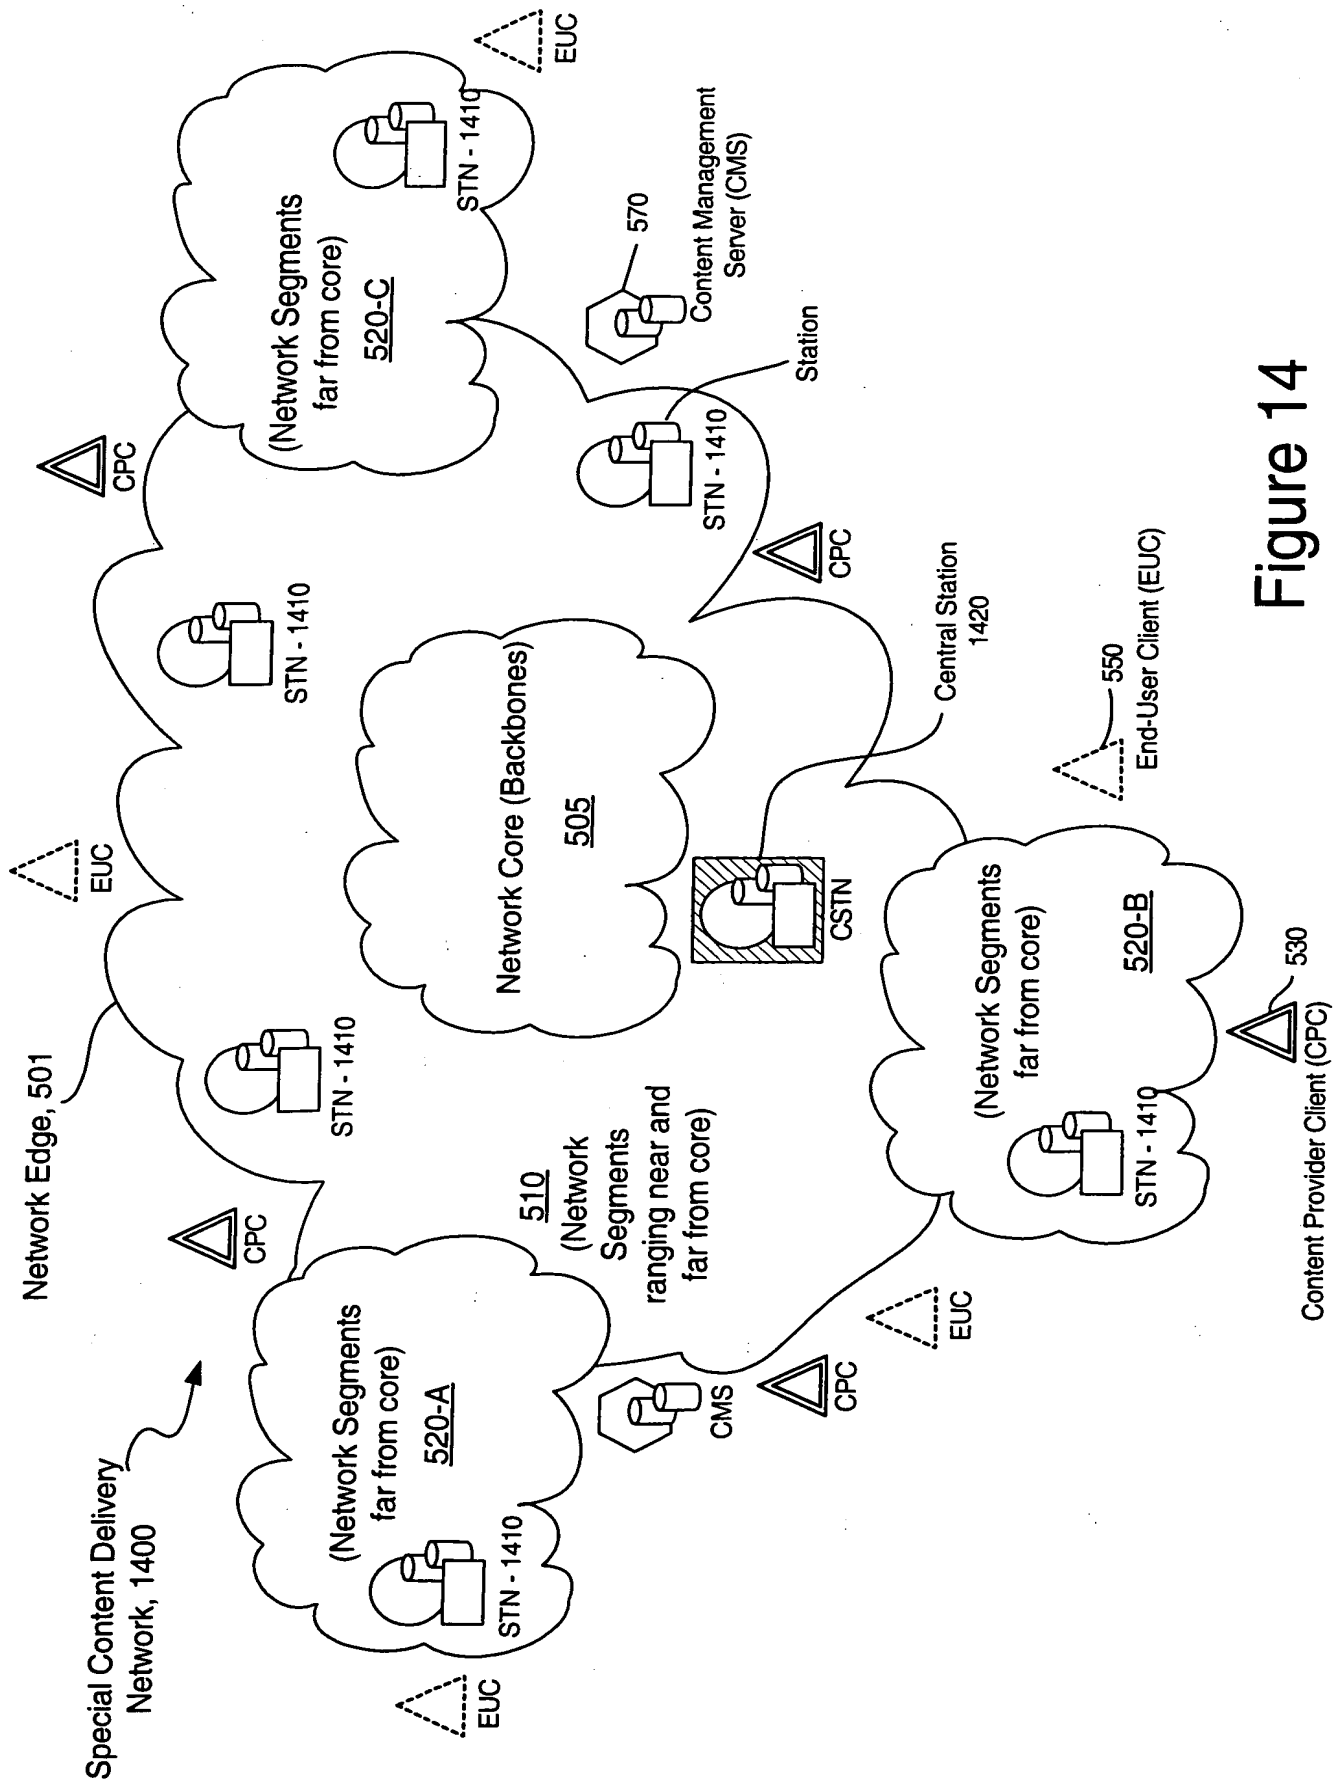 Special Content Delivery
Network, 1400
Network Edge, 501
EUC
CPC
EUC
CPC
EUC
(Network Segments
far from core)
520-A
STN - 1410
STN - 1410
STN - 1410
(Network Segments
far from core)
520-C
STN - 1410
510
(Network
Segments
ranging near and
far from core)
Network Core (Backbones)
505
CMS
CPC
CSTN
STN - 1410
570
Content Management
Server (CMS)
Station
CPC
Central Station
1420
EUC
(Network Segments
far from core)
520-B
STN - 1410
550
End-User Client (EUC)
530
Content Provider Client (CPC)
Figure 14